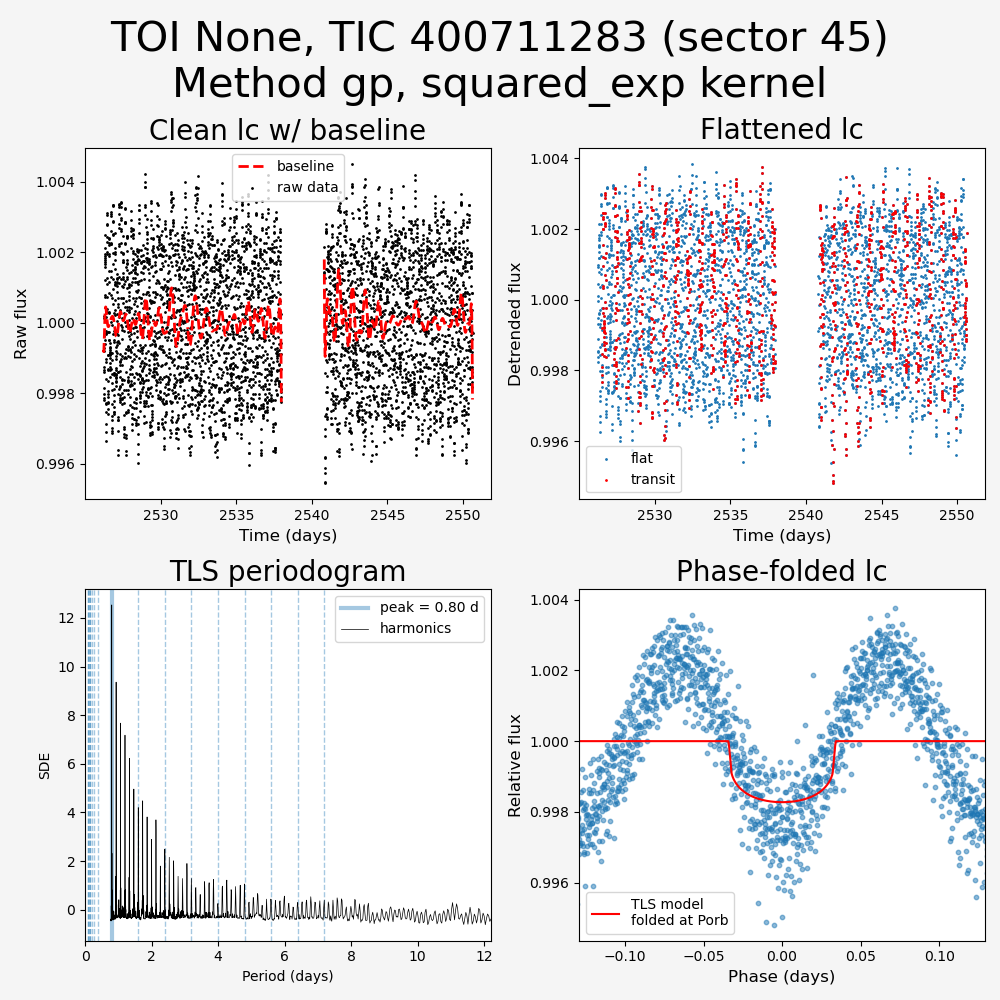 TOI None, TIC 400711283 (sector 45)
Method gp, squared_exp kernel
Clean lc w/ baseline
baseline
raw data
1.004
1.002
1.000
0.998
0.996
Raw flux
2530
2535
2540
2545
2550
Time (days)
Flattened lc
1.004
1.002
1.000
0.998
0.996
Detrended flux
flat
transit
2530
2535
2540
2545
2550
Time (days)
TLS periodogram
peak = 0.80 d
harmonics
12
10
8
6
4
2
0
SDE
0
2
4
6
8
10
12
Period (days)
Phase-folded lc
1.004
1.002
1.000
0.998
0.996
Relative flux
TLS model
folded at Porb
−0.10
−0.05
0.00
0.05
0.10
Phase (days)